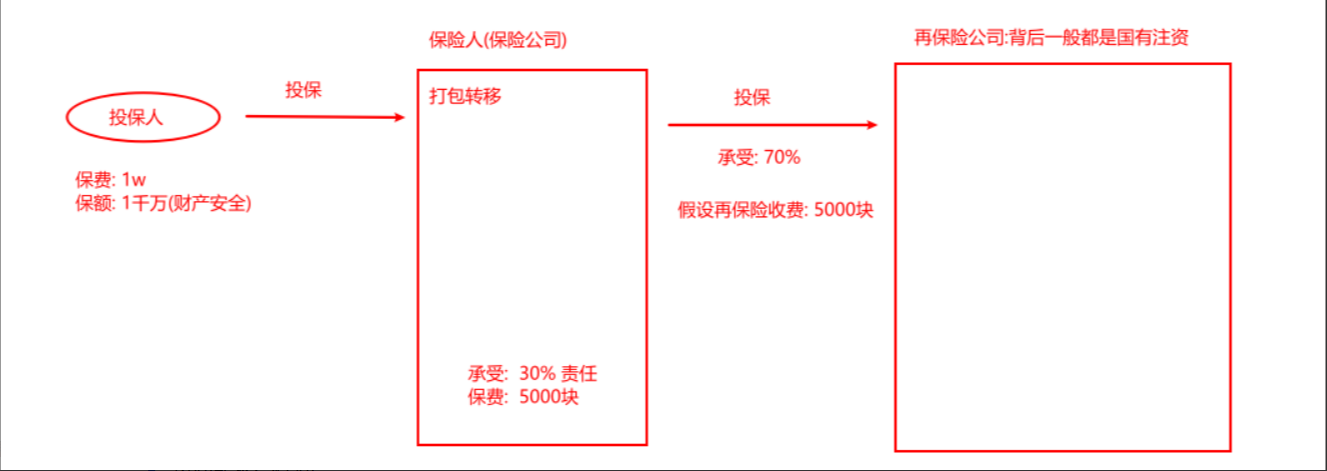 保险人(保险公司)
再保险公司:背后一般都是国有注资
投保人
投保
打包转移
投保
保费: 1w
保额: 1千万(财产安全)
承受: 70%
假设再保险收费: 5000块
承受: 30% 责任
保费: 5000块